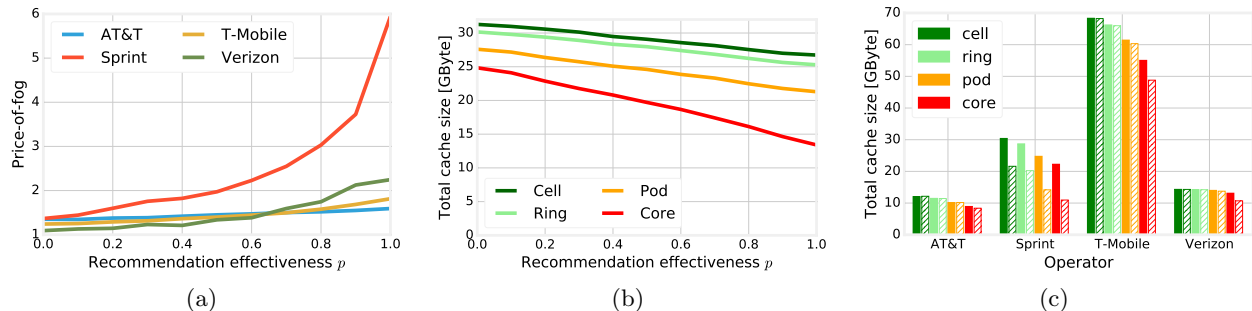 6
5
4
3
2
1
Price-of-fog
AT&T
Sprint
T-Mobile
Verizon
0.0 0.2 0.4 0.6 0.8 1.0
Recommendation effectiveness p
(a)
30
25
20
15
10
5
0
Total cache size [GByte]
Cell
Ring
Pod
Core
0.0 0.2 0.4 0.6 0.8 1.0
Recommendation effectiveness p
(b)
70
60
50
40
30
20
10
0
Total cache size [GByte]
cell
ring
pod
core
AT&T Sprint T-Mobile Verizon
Operator
(c)